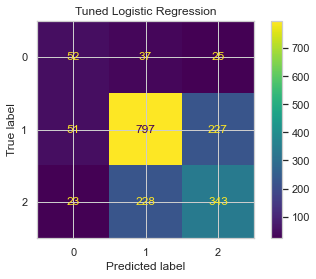 Tuned Logistic Regression
0 52 37 25
1 51 797 227
2 23 228 343
0 1 2
True label
Predicted label
700
600
500
400
300
200
100